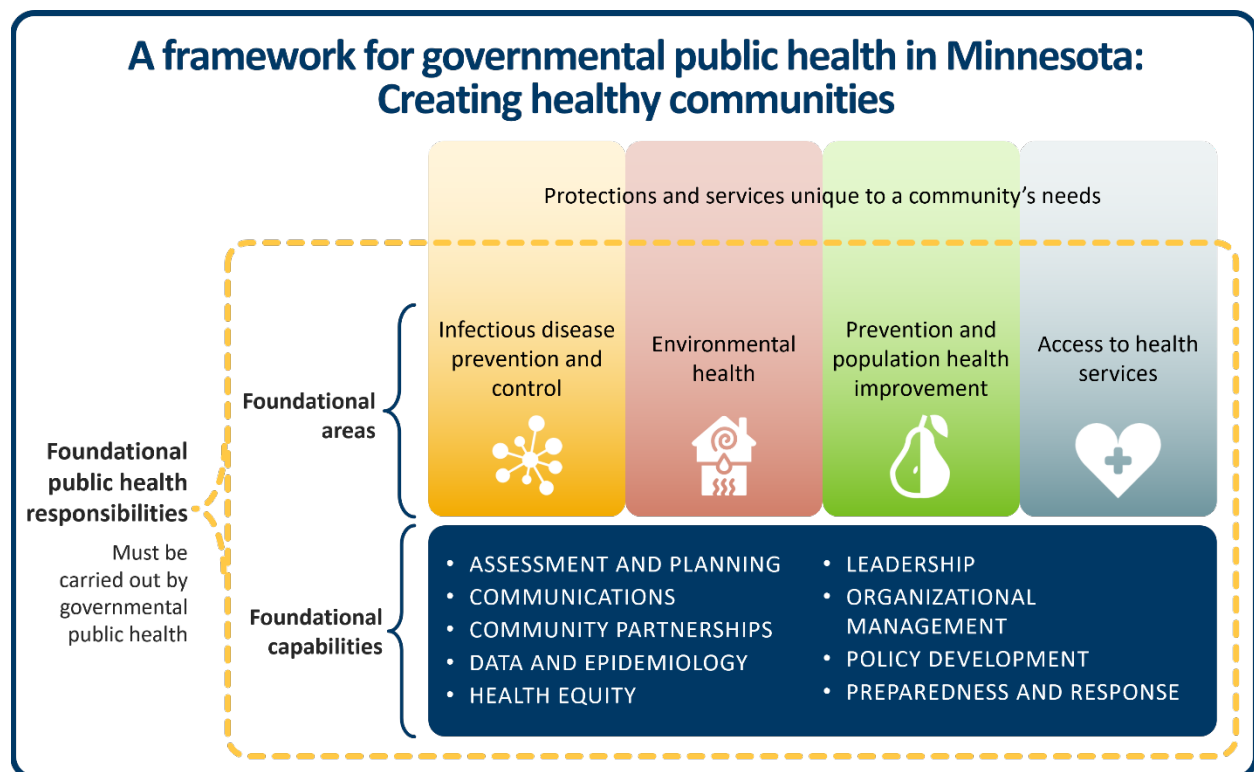 A framework for governmental public health in Minnesota:
Creating healthy communities
Protections and services unique to a community's needs
Foundational
public health
responsibilities
Must be
carried out by
governmental
public health
Foundational
areas
Infectious disease
prevention and
control
Environmental
health
Prevention and
population health
improvement
Access to health
services
Foundational
capabilities
• ASSESSMENT AND PLANNING
• COMMUNICATIONS
• COMMUNITY PARTNERSHIPS
• DATA AND EPIDEMIOLOGY
• HEALTH EQUITY
• LEADERSHIP
• ORGANIZATIONAL
MANAGEMENT
• POLICY DEVELOPMENT
• PREPAREDNESS AND RESPONSE